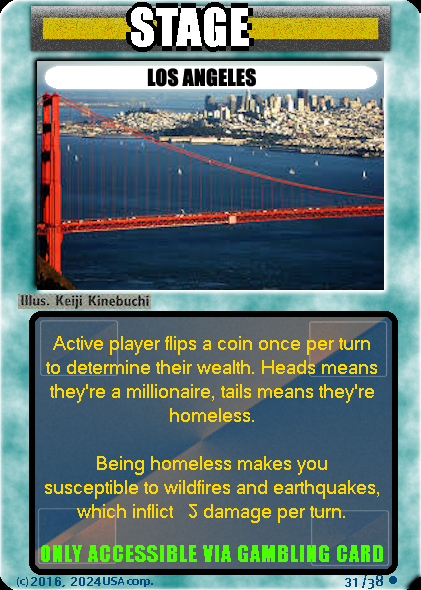 STAGE
LOS ANGELES
Illus. Keiji Kinebuchi
Active player flips a coin once per turn
to determine their wealth. Heads means
they're a millionaire, tails means they're
homeless.
Being homeless makes you
susceptible to wildfires and earthquakes,
which inflict 5 damage per turn.
ONLY ACCESSIBLE VIA GAMBLING CARD
(c)2016, 2024USA corp.
31/38